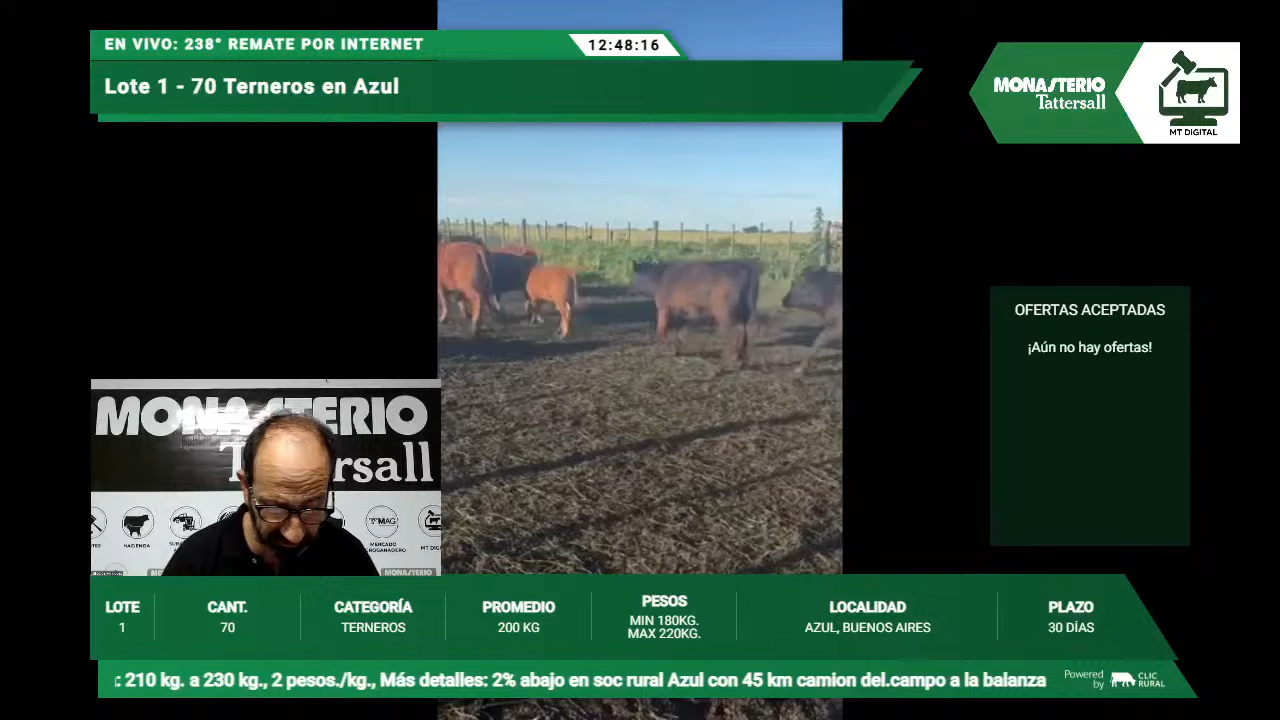 EN VIVO: 238° REMATE POR INTERNET
12:48:16
Lote 1 - 70 Terneros en Azul
MONASTERIO
Tattersall
MT DIGITAL
OFERTAS ACEPTADAS
¡Aún no hay ofertas!
MONASTERIO
Tattersall
HACIENDA
MAG
MERCADO
MT DIG
MONASTERIO
LOTE
1
CANT.
70
CATEGORÍA
TERNEROS
PROMEDIO
200 KG
PESOS
MIN 180KG.
MAX 220KG.
LOCALIDAD
AZUL, BUENOS AIRES
PLAZO
30 DÍAS
: 210 kg. a 230 kg., 2 pesos./kg., Más detalles: 2% abajo en soc rural Azul con 45 km camion del.campo a la balanza
Powered
by
CLIC
RURAL